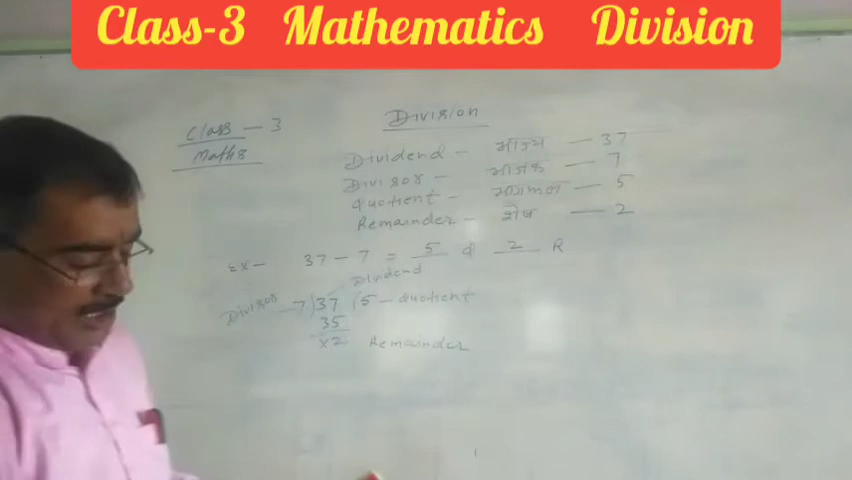 Class-3 Mathematics Division
Class - 3
Maths
Division
Dividend - भाज्य — 37
Divisor - भाजक — 7
Quotient - भागफल — 5
Remainder - शेष — 2
Ex - 37 - 7 = 5 Q 2 R
Dividend
Divisor 7)37(5 - Quotient
35
x2 Remainder